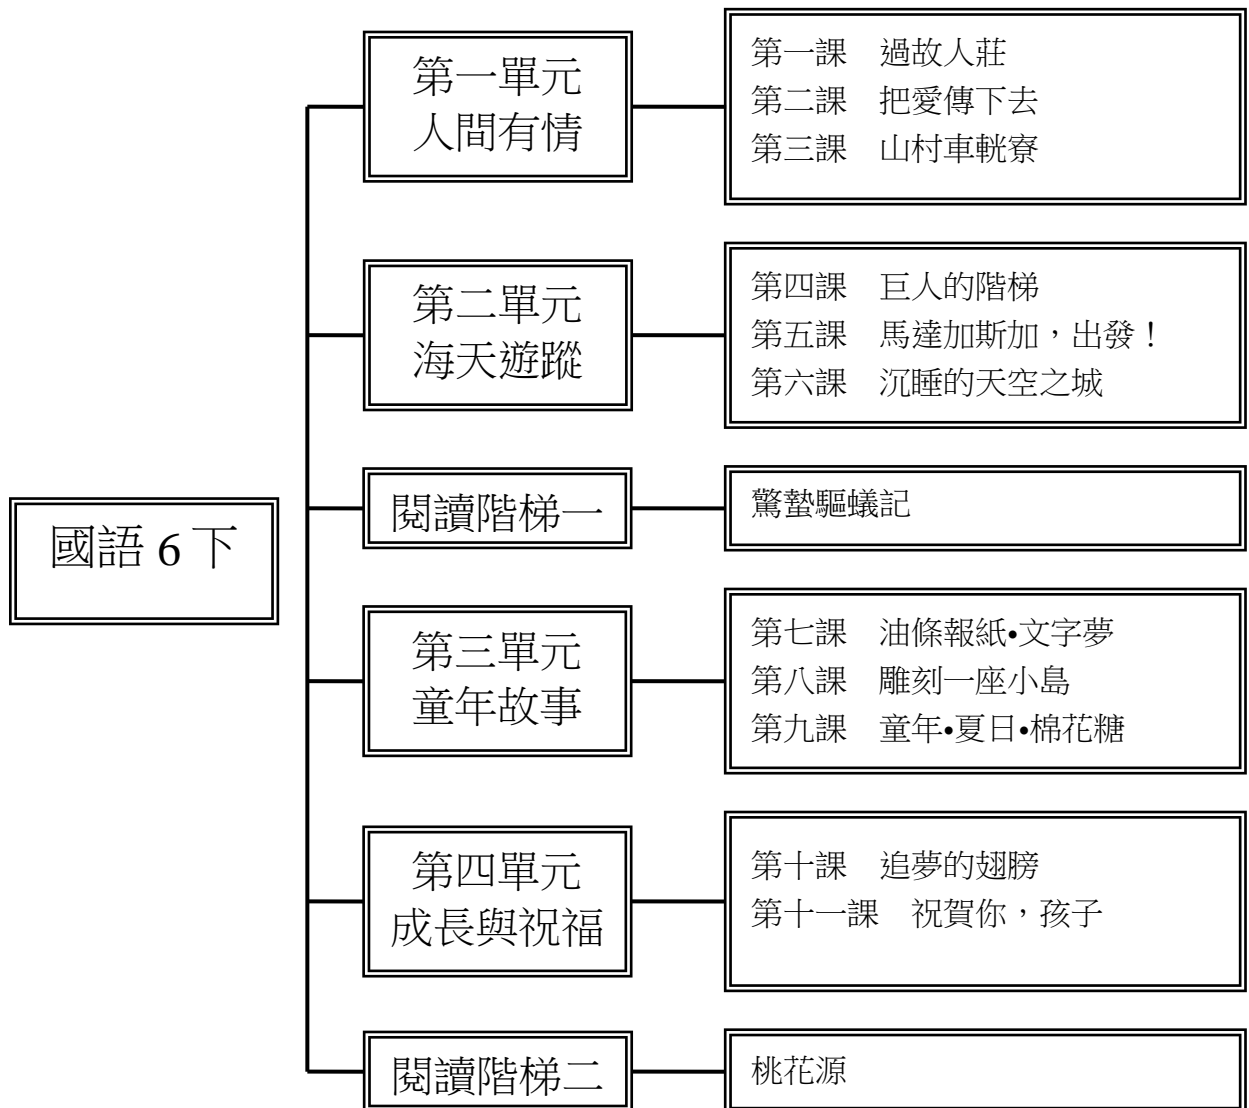 國語 6 下
第一單元
人間有情
第一課　過故人莊
第二課　把愛傳下去
第三課　山村車輄寮
第二單元
海天遊蹤
第四課　巨人的階梯
第五課　馬達加斯加，出發！
第六課　沉睡的天空之城
閱讀階梯一
驚蟄驅蟻記
第三單元
童年故事
第七課　油條報紙•文字夢
第八課　雕刻一座小島
第九課　童年•夏日•棉花糖
第四單元
成長與祝福
第十課　追夢的翅膀
第十一課　祝賀你，孩子
閱讀階梯二
桃花源